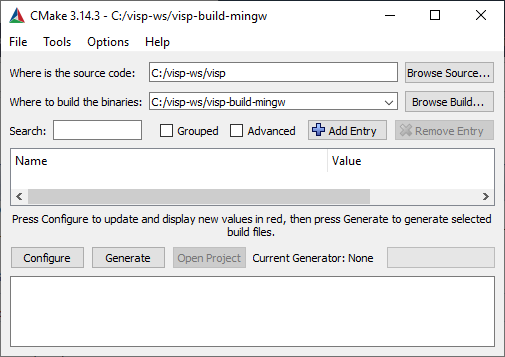 CMake 3.14.3 - C:/visp-ws/visp-build-mingw
File Tools Options Help
Where is the source code: C:/visp-ws/visp Browse Source...
Where to build the binaries: C:/visp-ws/visp-build-mingw Browse Build...
Search: Grouped Advanced Add Entry Remove Entry
Name Value
Press Configure to update and display new values in red, then press Generate to generate selected
build files.
Configure Generate Open Project Current Generator: None